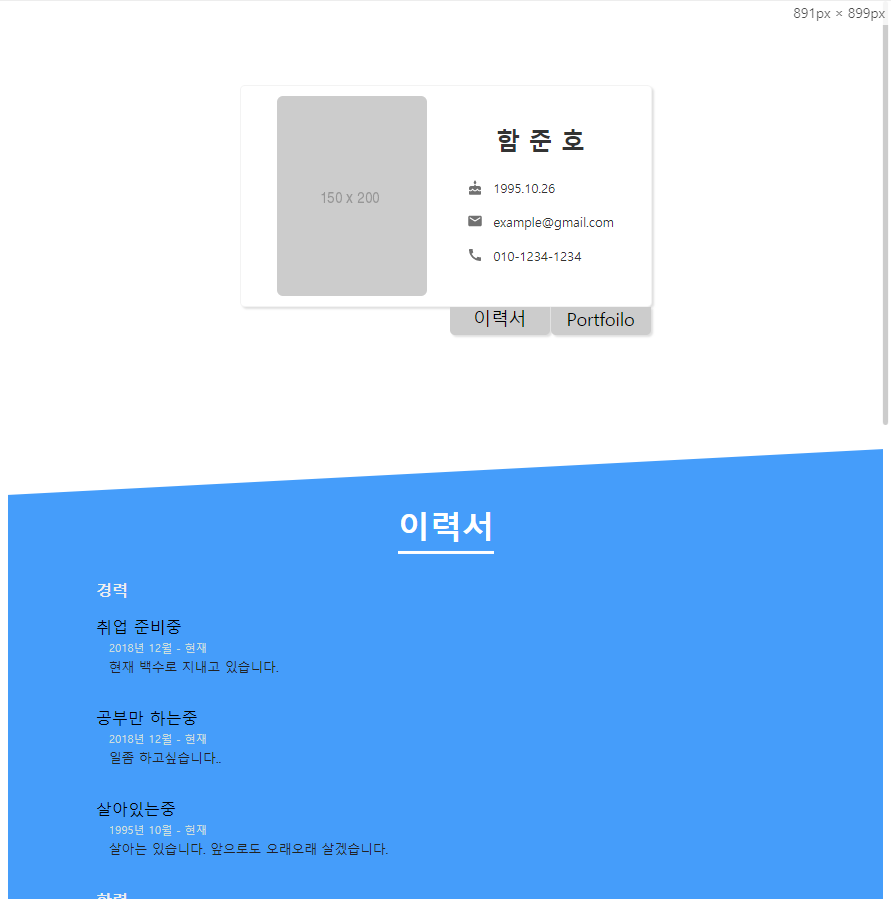 891px × 899px
150 x 200
함 준 호
1995.10.26
example@gmail.com
010-1234-1234
이력서
Portfoilo
이력서
경력
취업 준비중
2018년 12월 - 현재
현재 백수로 지내고 있습니다.
공부만 하는중
2018년 12월 - 현재
일좀 하고싶습니다..
살아있는중
1995년 10월 - 현재
살아는 있습니다. 앞으로도 오래오래 살겠습니다.